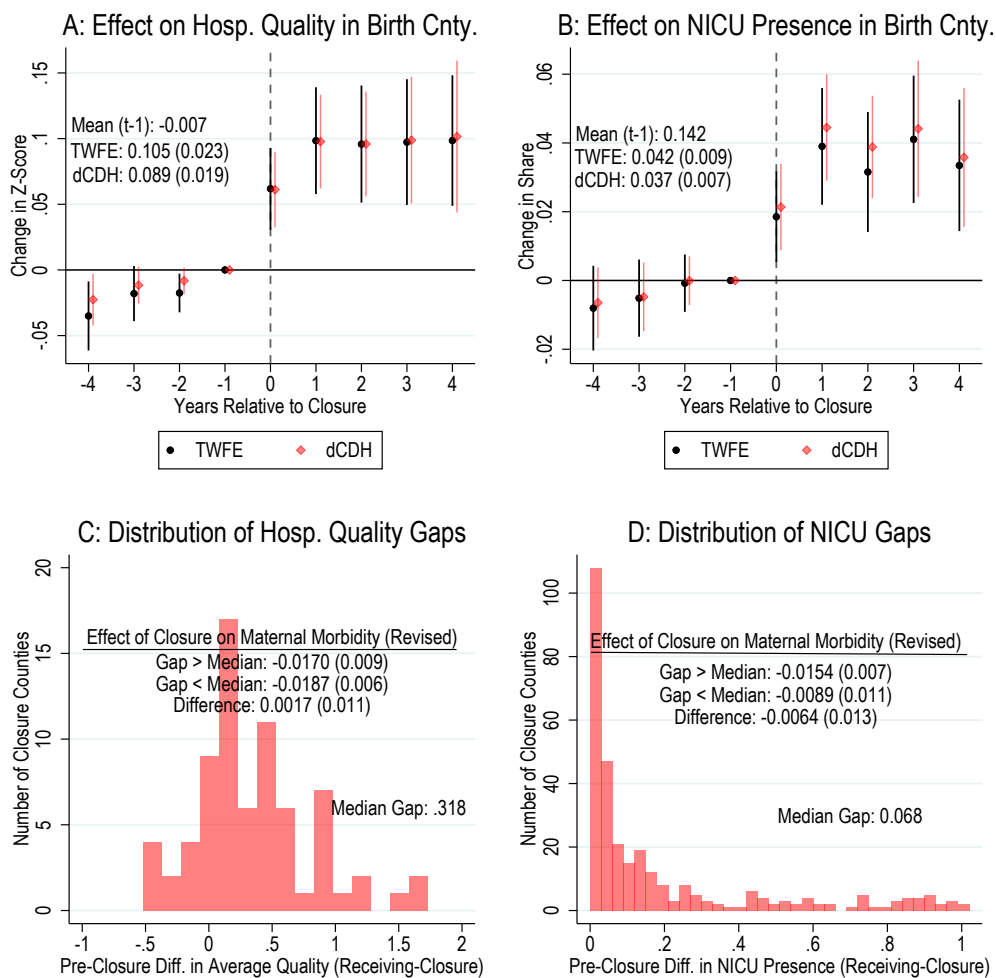 A: Effect on Hosp. Quality in Birth Cnty.
Change in Z-Score
.15
.1
.05
0
-.05
Mean (t-1): -0.007
TWFE: 0.105 (0.023)
dCDH: 0.089 (0.019)
-4 -3 -2 -1 0 1 2 3 4
Years Relative to Closure
TWFE dCDH
B: Effect on NICU Presence in Birth Cnty.
Change in Share
.06
.04
.02
0
-.02
Mean (t-1): 0.142
TWFE: 0.042 (0.009)
dCDH: 0.037 (0.007)
-4 -3 -2 -1 0 1 2 3 4
Years Relative to Closure
TWFE dCDH
C: Distribution of Hosp. Quality Gaps
Number of Closure Counties
20
15
10
5
0
Effect of Closure on Maternal Morbidity (Revised)
Gap > Median: -0.0170 (0.009)
Gap < Median: -0.0187 (0.006)
Difference: 0.0017 (0.011)
Median Gap: .318
-1 -.5 0 .5 1 1.5 2
Pre-Closure Diff. in Average Quality (Receiving-Closure)
D: Distribution of NICU Gaps
Number of Closure Counties
100
80
60
40
20
0
Effect of Closure on Maternal Morbidity (Revised)
Gap > Median: -0.0154 (0.007)
Gap < Median: -0.0089 (0.011)
Difference: -0.0064 (0.013)
Median Gap: 0.068
0 .2 .4 .6 .8 1
Pre-Closure Diff. in NICU Presence (Receiving-Closure)